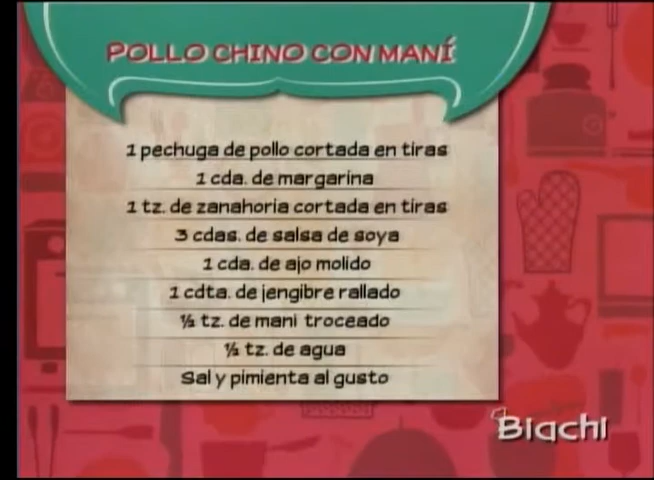 POLLO CHINO CON MANÍ
1 pechuga de pollo cortada en tiras
1 cda. de margarina
1 tz. de zanahoria cortada en tiras
3 cdas. de salsa de soya
1 cda. de ajo molido
1 cdta. de jengibre rallado
½ tz. de mani troceado
½ tz. de agua
Sal y pimienta al gusto
Biachi